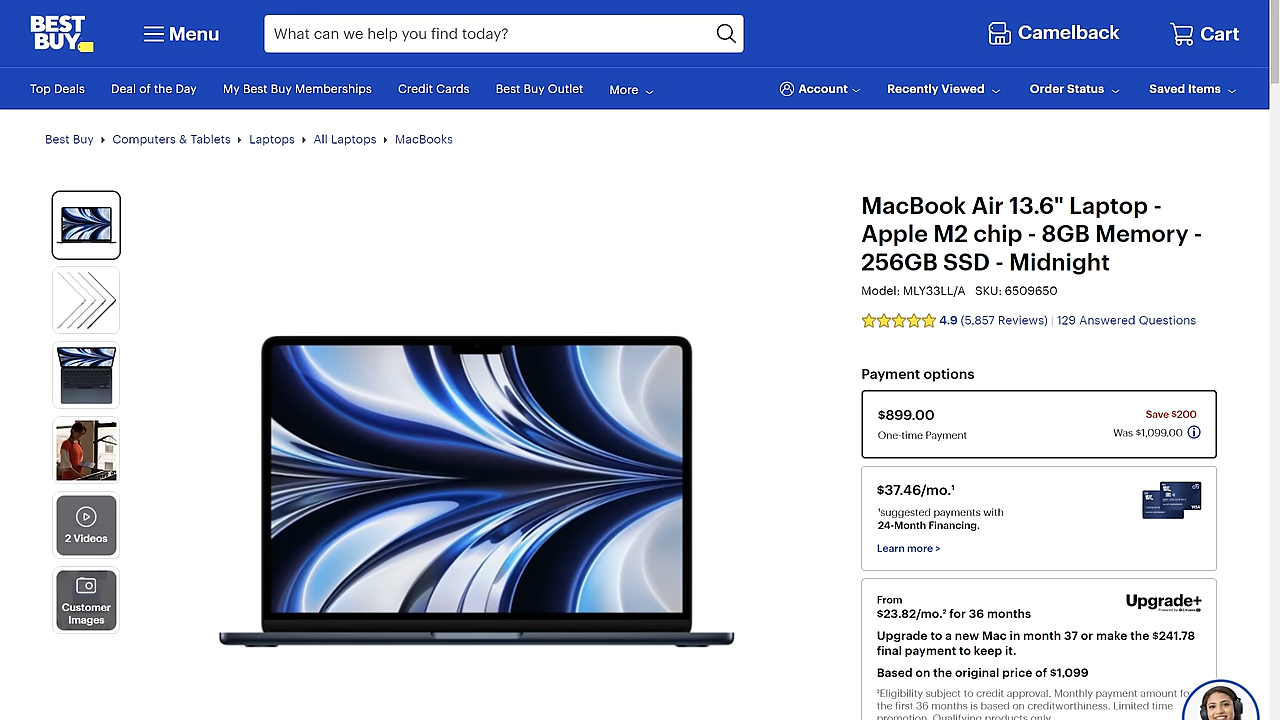 BEST
BUY
Menu
What can we help you find today?
Camelback
Cart
Top Deals
Deal of the Day
My Best Buy Memberships
Credit Cards
Best Buy Outlet
More
Account
Recently Viewed
Order Status
Saved Items
Best Buy
Computers & Tablets
Laptops
All Laptops
MacBooks
2 Videos
Customer
Images
MacBook Air 13.6" Laptop -
Apple M2 chip - 8GB Memory -
256GB SSD - Midnight
Model: MLY33LL/A SKU: 6509650
4.9 (5,857 Reviews) | 129 Answered Questions
Payment options
$899.00
Save $200
One-time Payment
Was $1,099.00
$37.46/mo.¹
¹suggested payments with
24-Month Financing.
Learn more >
From
$23.82/mo.² for 36 months
Upgrade+
Upgrade to a new Mac in month 37 or make the $241.78
final payment to keep it.
Based on the original price of $1,099
²Eligibility subject to credit approval. Monthly payment amount
the first 36 months is based on creditworthiness. Limited time
promotion. Qualifying products only.